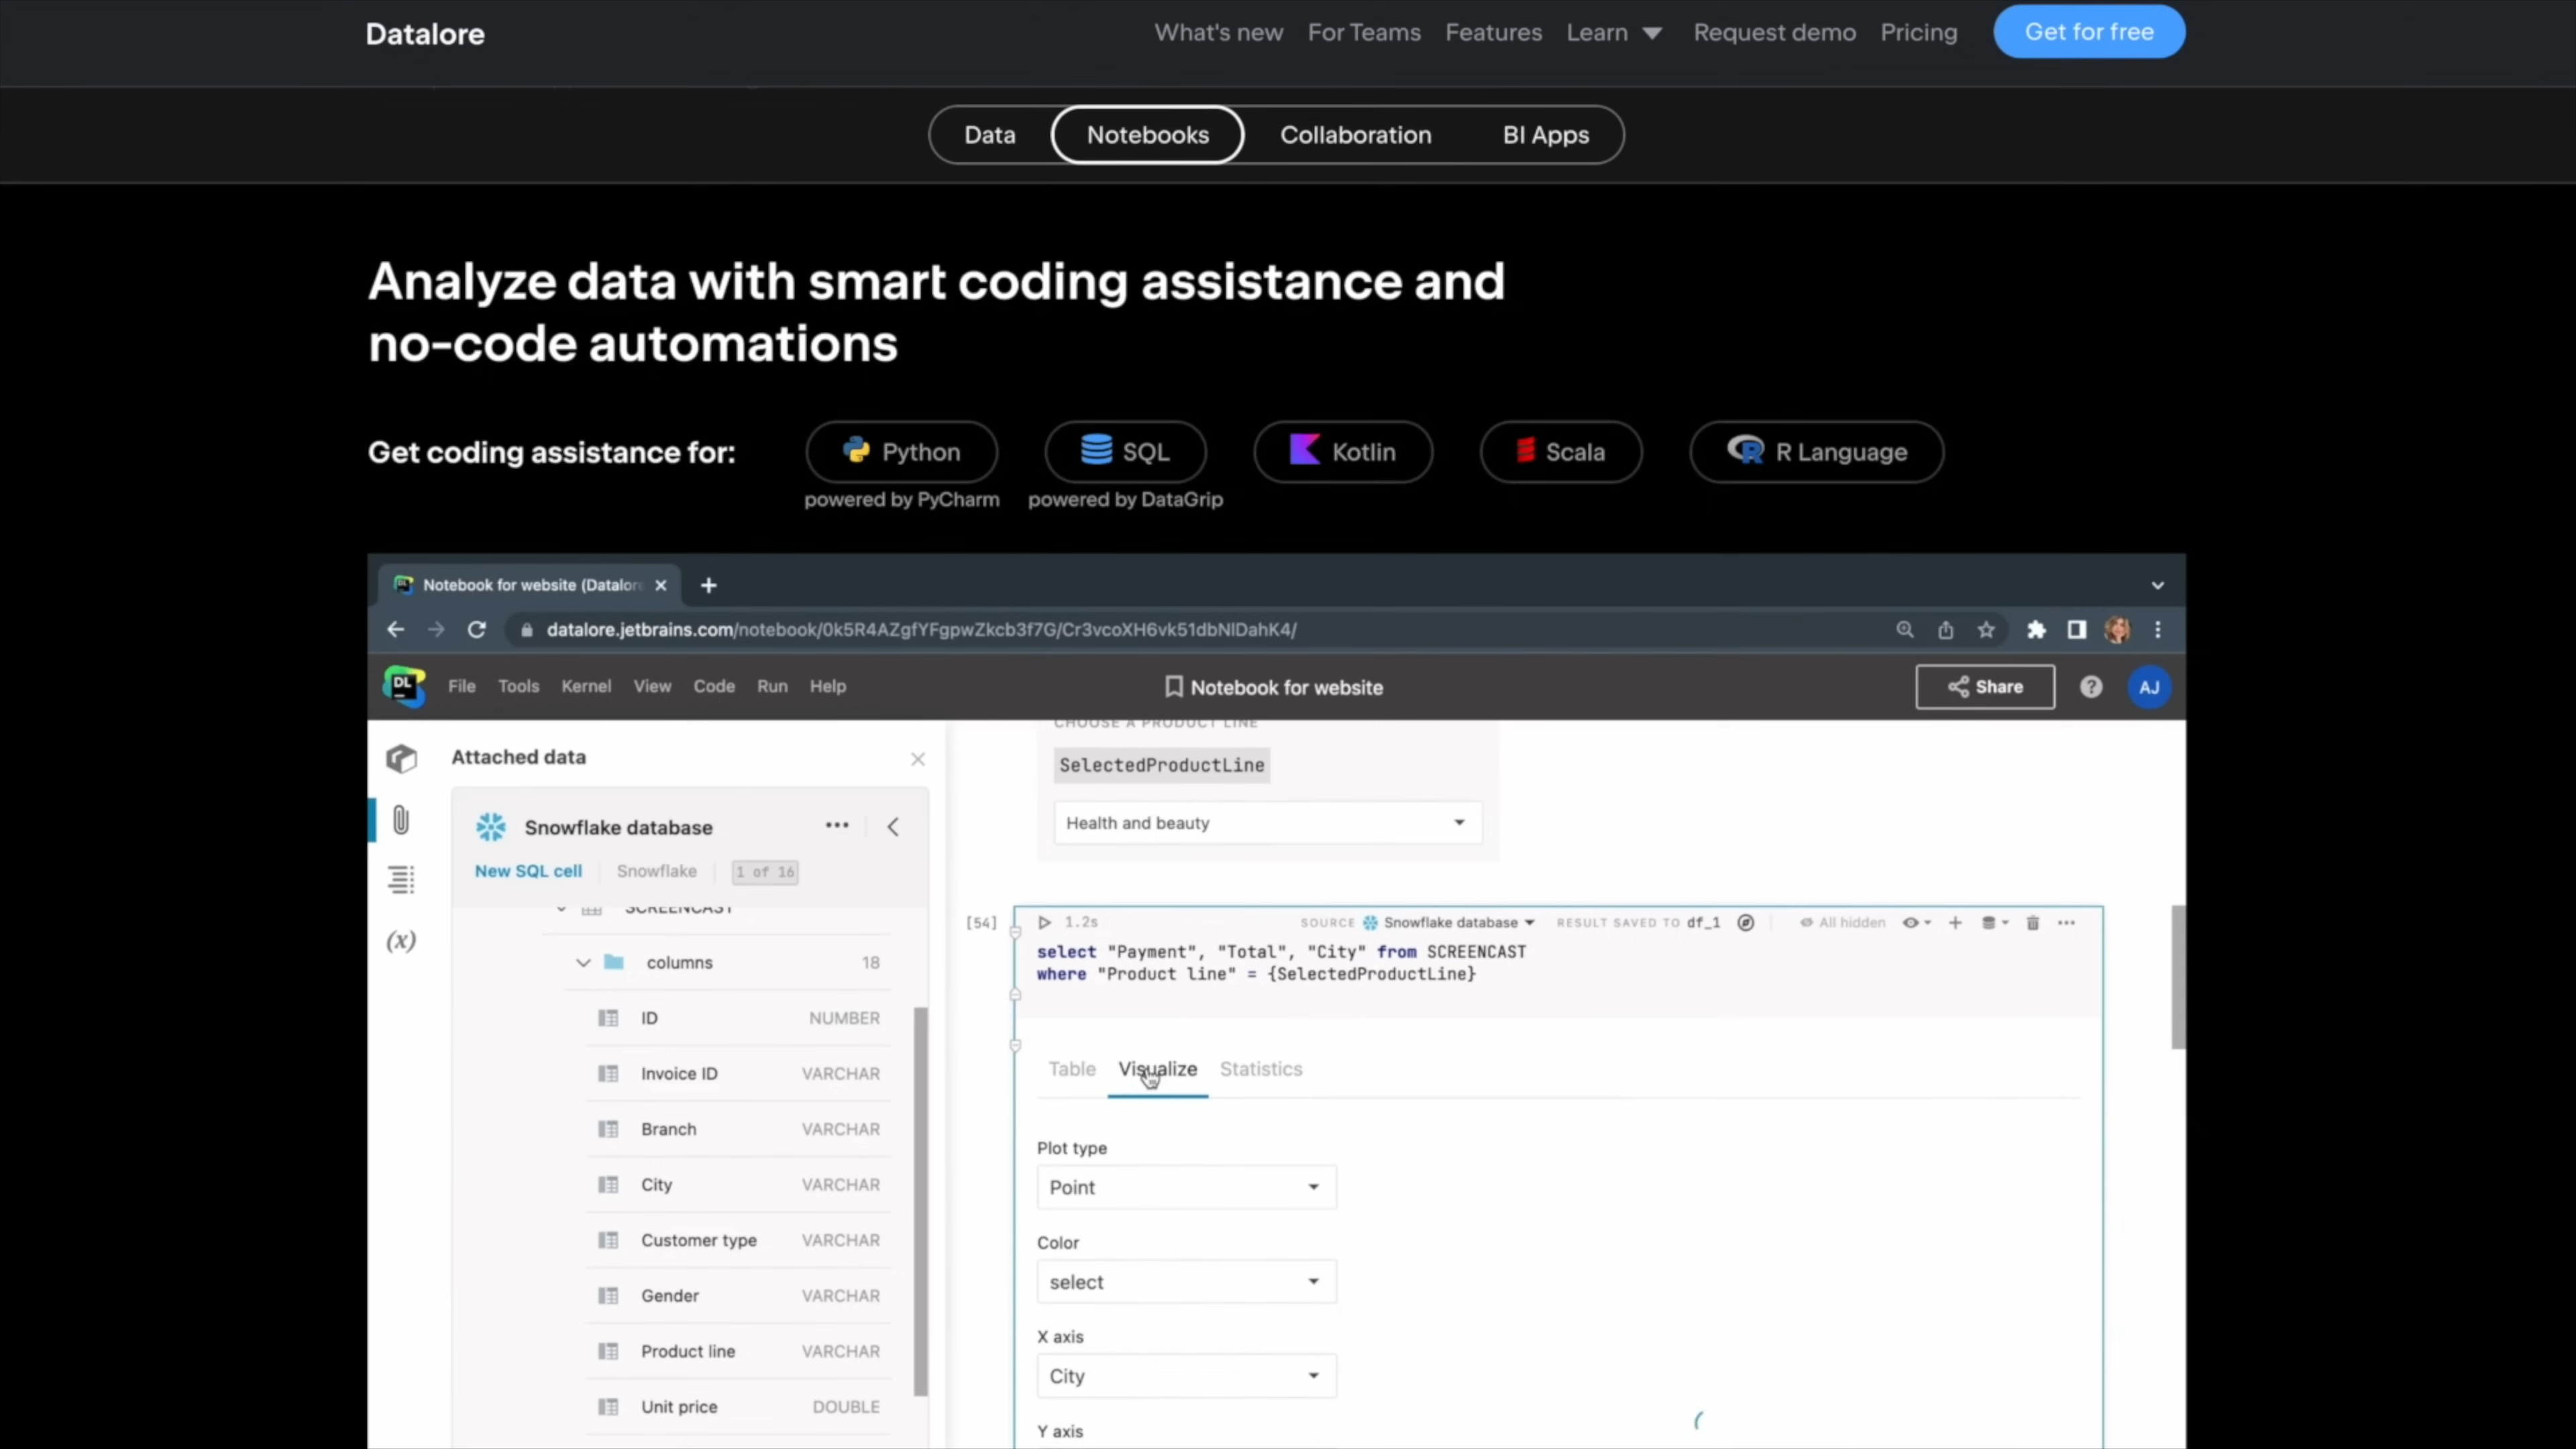 Datalore
What's new
For Teams
Features
Learn
Request demo
Pricing
Get for free
Data
Notebooks
Collaboration
BI Apps
Analyze data with smart coding assistance and
no-code automations
Get coding assistance for:
Python
SQL
Kotlin
Scala
R Language
powered by PyCharm
powered by DataGrip
Notebook for website (Datalore
datalore.jetbrains.com/notebook/0k5R4AZgfYFgpwZkcb3f7G/Cr3vcoXH6vk51dbNlDahK4/
DL
File
Tools
Kernel
View
Code
Run
Help
Notebook for website
Share
AJ
Attached data
Snowflake database
New SQL cell
Snowflake
1 of 16
SCREENCAST
columns 18
ID NUMBER
Invoice ID VARCHAR
Branch VARCHAR
City VARCHAR
Customer type VARCHAR
Gender VARCHAR
Product line VARCHAR
Unit price DOUBLE
(x)
CHOOSE A PRODUCT LINE
SelectedProductLine
Health and beauty
[54]
1.2s
SOURCE Snowflake database
RESULT SAVED TO df_1
All hidden
select "Payment", "Total", "City" from SCREENCAST
where "Product line" = {SelectedProductLine}
Table
Visualize
Statistics
Plot type
Point
Color
select
X axis
City
Y axis